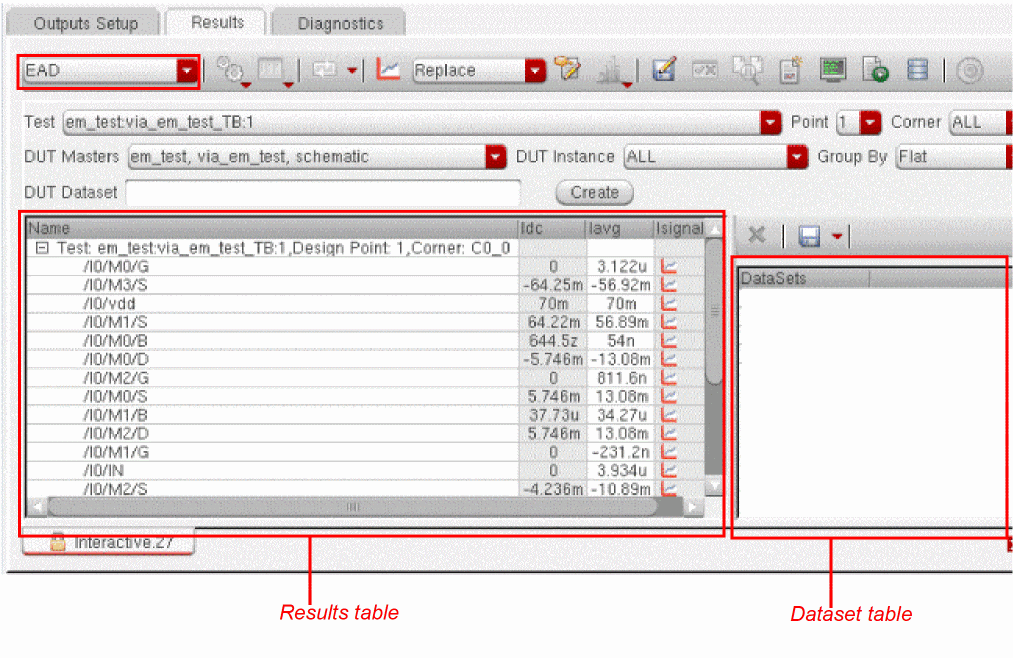 Outputs Setup Results Diagnostics
EAD Replace
Test em_test:via_em_test_TB:1 Point 1 Corner ALL
DUT Masters em_test, via_em_test, schematic DUT Instance ALL Group By Flat
DUT Dataset Create
Name Idc Iavg Isignal
Test: em_test:via_em_test_TB:1,Design Point: 1,Corner: C0_0
/I0/M0/G 0 3.122u
/I0/M3/S -64.25m -56.92m
/I0/vdd 70m 70m
/I0/M1/S 64.22m 56.89m
/I0/M0/B 644.5z 54n
/I0/M0/D -5.746m -13.08m
/I0/M2/G 0 811.6n
/I0/M0/S 5.746m 13.08m
/I0/M1/B 37.73u 34.27u
/I0/M2/D 5.746m 13.08m
/I0/M1/G 0 -231.2n
/I0/IN 0 3.934u
/I0/M2/S -4.236m -10.89m
DataSets
Interactive.27
Results table
Dataset table